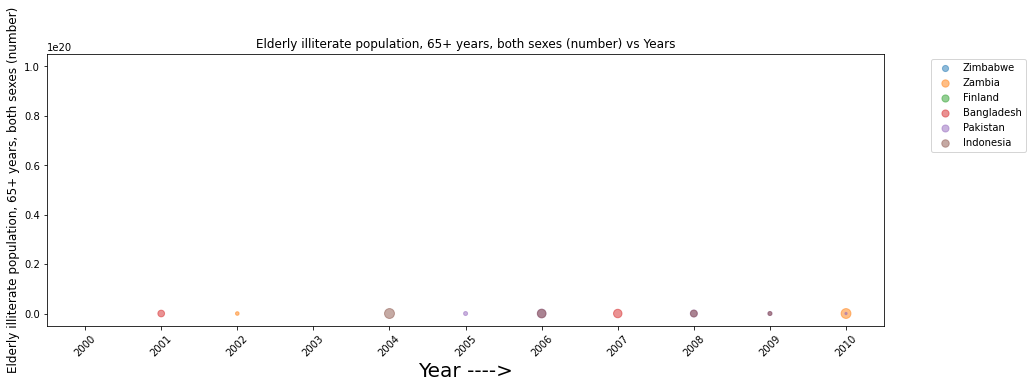 Elderly illiterate population, 65+ years, both sexes (number) vs Years
1e20
1.0
0.8
0.6
0.4
0.2
0.0
Elderly illiterate population, 65+ years, both sexes (number)
2000
2001
2002
2003
2004
2005
2006
2007
2008
2009
2010
Year ---->
Zimbabwe
Zambia
Finland
Bangladesh
Pakistan
Indonesia